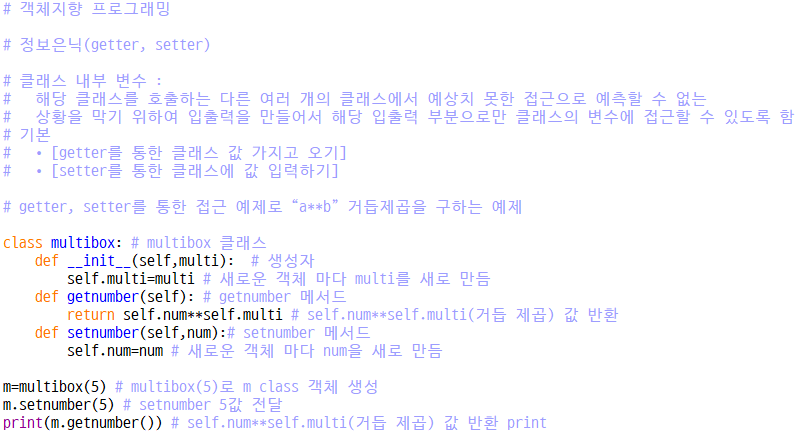 # 객체지향 프로그래밍
# 정보은닉(getter, setter)
# 클래스 내부 변수 :
#   해당 클래스를 호출하는 다른 여러 개의 클래스에서 예상치 못한 접근으로 예측할 수 없는
#   상황을 막기 위하여 입출력을 만들어서 해당 입출력 부분으로만 클래스의 변수에 접근할 수 있도록 함
# 기본
#   • [getter를 통한 클래스 값 가지고 오기]
#   • [setter를 통한 클래스에 값 입력하기]
# getter, setter를 통한 접근 예제로 “a**b” 거듭제곱을 구하는 예제
class multibox: # multibox 클래스
    def __init__(self,multi):  # 생성자
        self.multi=multi # 새로운 객체 마다 multi를 새로 만듬
    def getnumber(self): # getnumber 메서드
        return self.num**self.multi # self.num**self.multi(거듭 제곱) 값 반환
    def setnumber(self,num):# setnumber 메서드
        self.num=num # 새로운 객체 마다 num을 새로 만듬
m=multibox(5) # multibox(5)로 m class 객체 생성
m.setnumber(5) # setnumber 5값 전달
print(m.getnumber()) # self.num**self.multi(거듭 제곱) 값 반환 print